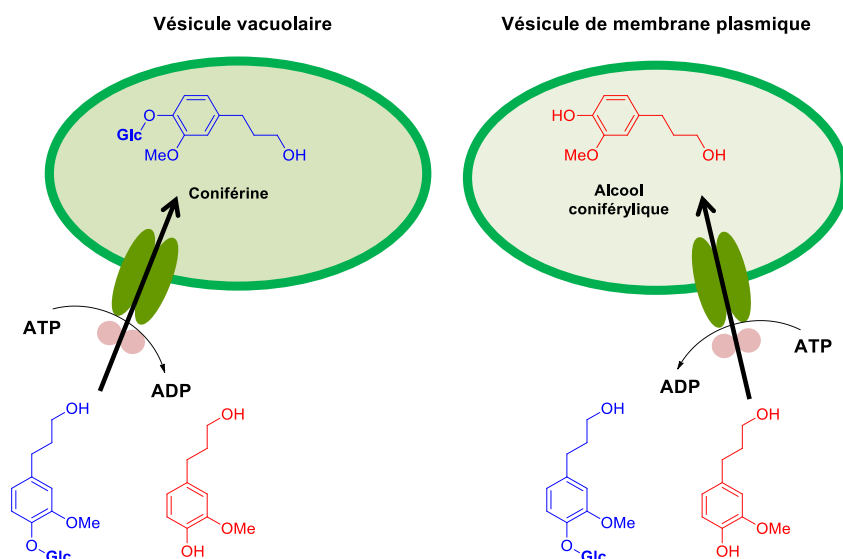 Vésicule vacuolaire
Vésicule de membrane plasmique
O
Glc
MeO
OH
Coniférine
HO
MeO
OH
Alcool
coniférylique
ATP
ADP
ATP
ADP
OH
OMe
O
Glc
OH
OMe
OH
OH
OMe
O
Glc
OH
OMe
OH